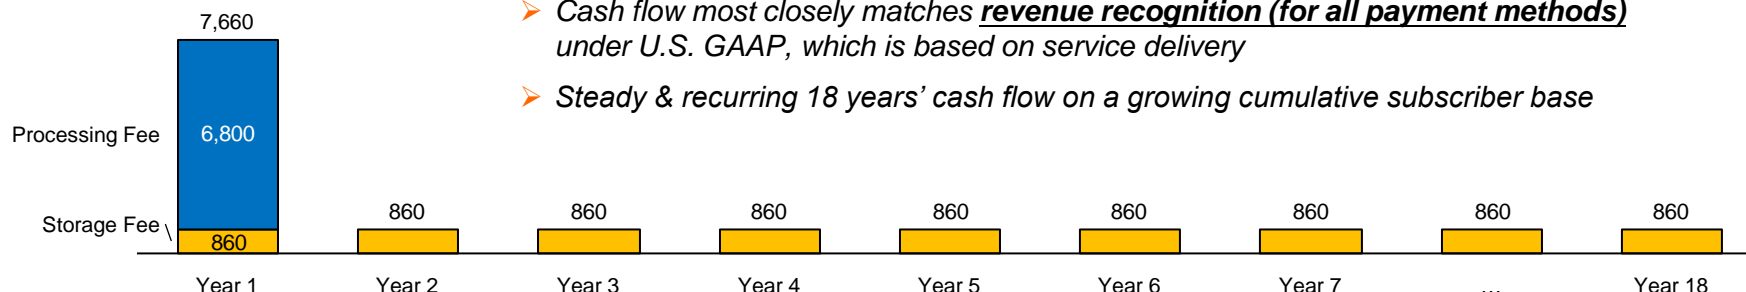 ➢ Cash flow most closely matches revenue recognition (for all payment methods)
under U.S. GAAP, which is based on service delivery
➢ Steady & recurring 18 years’ cash flow on a growing cumulative subscriber base
7,660
Processing Fee 6,800
Storage Fee 860
860 860 860 860 860 860 860 860
Year 1 Year 2 Year 3 Year 4 Year 5 Year 6 Year 7 … Year 18